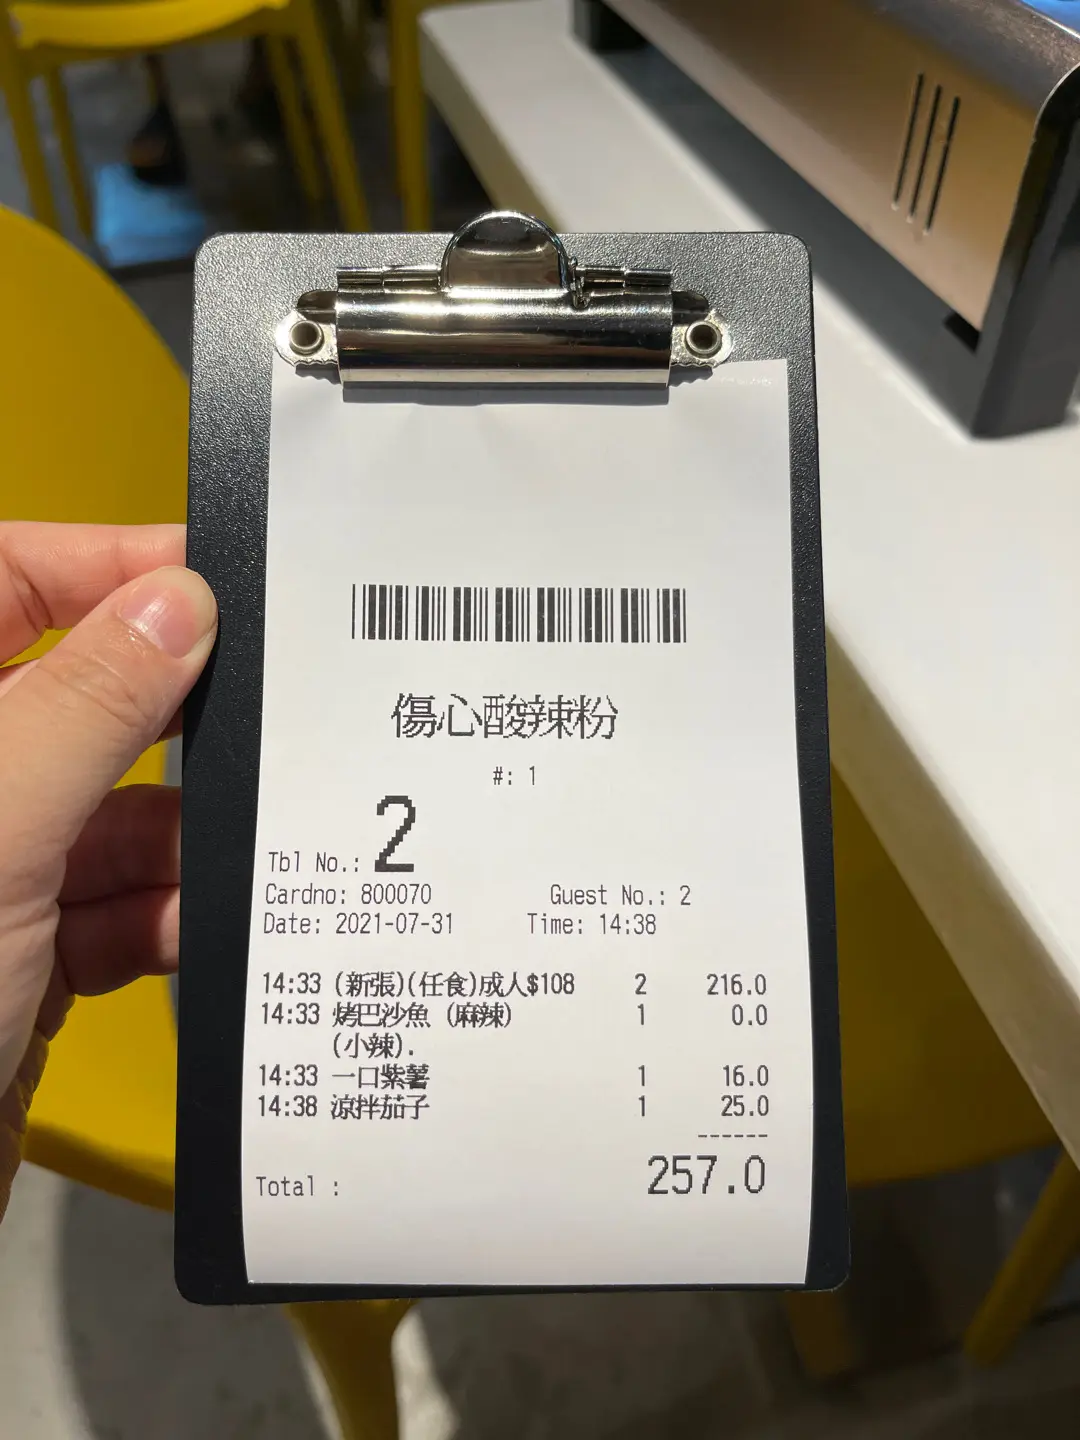 傷心酸辣粉
#: 1
Tbl No.: 2
Cardno: 800070 Guest No.: 2
Date: 2021-07-31 Time: 14:38
14:33 (新張)(任食)成人$108 2 216.0
14:33 烤巴沙魚 (麻辣) 1 0.0
(小辣).
14:33 一口紫薯 1 16.0
14:38 涼拌茄子 1 25.0
------
Total : 257.0